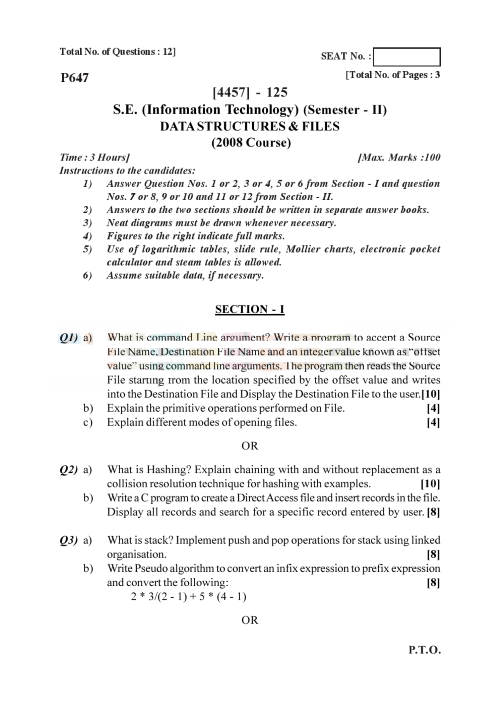 Total No. of Questions : 12]
SEAT No. :
P647
[Total No. of Pages : 3
[4457] - 125
S.E. (Information Technology) (Semester - II)
DATA STRUCTURES & FILES
(2008 Course)
Time : 3 Hours] [Max. Marks :100
Instructions to the candidates:
1) Answer Question Nos. 1 or 2, 3 or 4, 5 or 6 from Section - I and question
Nos. 7 or 8, 9 or 10 and 11 or 12 from Section - II.
2) Answers to the two sections should be written in separate answer books.
3) Neat diagrams must be drawn whenever necessary.
4) Figures to the right indicate full marks.
5) Use of logarithmic tables, slide rule, Mollier charts, electronic pocket
calculator and steam tables is allowed.
6) Assume suitable data, if necessary.
SECTION - I
Q1) a) What is command Line argument? Write a program to accept a Source
File Name, Destination File Name and an integer value known as "offset
value" using command line arguments. The program then reads the Source
File starting from the location specified by the offset value and writes
into the Destination File and Display the Destination File to the user.[10]
b) Explain the primitive operations performed on File. [4]
c) Explain different modes of opening files. [4]
OR
Q2) a) What is Hashing? Explain chaining with and without replacement as a
collision resolution technique for hashing with examples. [10]
b) Write a C program to create a Direct Access file and insert records in the file.
Display all records and search for a specific record entered by user. [8]
Q3) a) What is stack? Implement push and pop operations for stack using linked
organisation. [8]
b) Write Pseudo algorithm to convert an infix expression to prefix expression
and convert the following: [8]
2 * 3/(2 - 1) + 5 * (4 - 1)
OR
P.T.O.